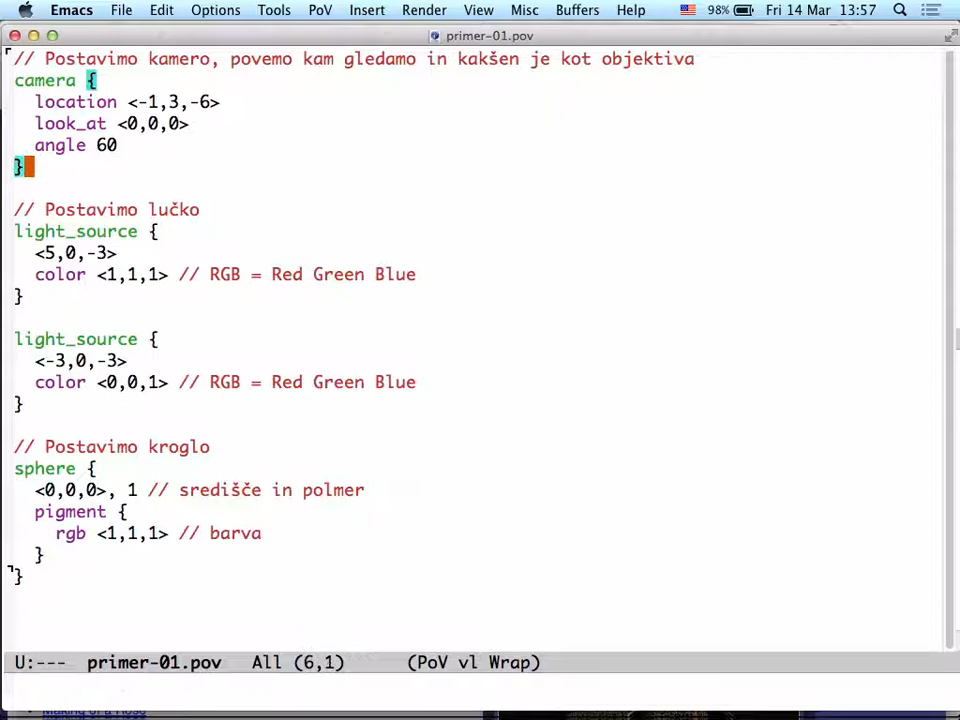 Emacs File Edit Options Tools PoV Insert Render View Misc Buffers Help 98% Fri 14 Mar 13:57
primer-01.pov
// Postavimo kamero, povemo kam gledamo in kakšen je kot objektiva
camera {
location <-1,3,-6>
look_at <0,0,0>
angle 60
}
// Postavimo lučko
light_source {
<5,0,-3>
color <1,1,1> // RGB = Red Green Blue
}
light_source {
<-3,0,-3>
color <0,0,1> // RGB = Red Green Blue
}
// Postavimo kroglo
sphere {
<0,0,0>, 1 // središče in polmer
pigment {
rgb <1,1,1> // barva
}
}
U:--- primer-01.pov All (6,1) (PoV vl Wrap)